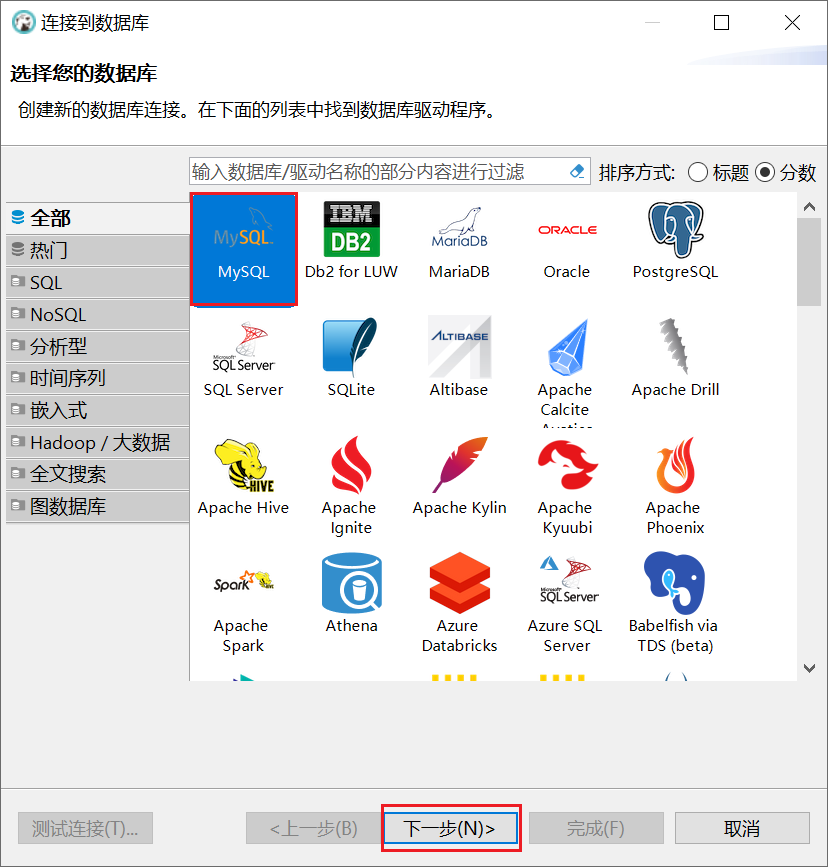 连接到数据库
选择您的数据库
创建新的数据库连接。在下面的列表中找到数据库驱动程序。
输入数据库/驱动名称的部分内容进行过滤
排序方式: 标题 分数
全部
热门
SQL
NoSQL
分析型
时间序列
嵌入式
Hadoop / 大数据
全文搜索
图数据库
MySQL
MySQL
IBM
DB2
Db2 for LUW
MariaDB
MariaDB
ORACLE
Oracle
PostgreSQL
Microsoft
SQL Server
SQL Server
SQLite
ALTIBASE
Altibase
Apache
Calcite
Apache Drill
HIVE
Apache Hive
Apache
Ignite
Apache Kylin
Apache
Kyuubi
Apache
Phoenix
Spark
HIVE
Apache
Spark
Athena
Azure
Databricks
Microsoft
SQL Server
Azure SQL
Server
Babelfish via
TDS (beta)
测试连接(T)...
<上一步(B)
下一步(N)>
完成(F)
取消